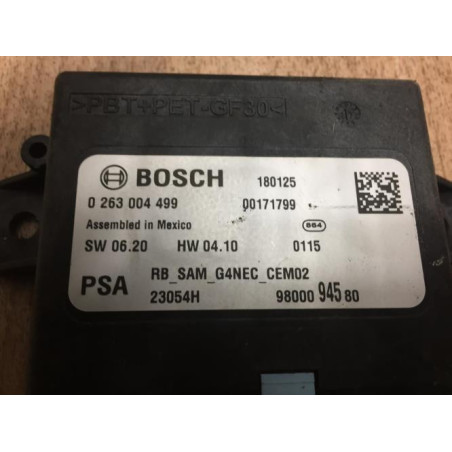 >PBT+PET-GF30<
BOSCH 180125
0 263 004 499 00171799
Assembled in Mexico 664
SW 06.20 HW 04.10 0115
PSA RB_SAM_G4NEC_CEM02
23054H 98000 945 80